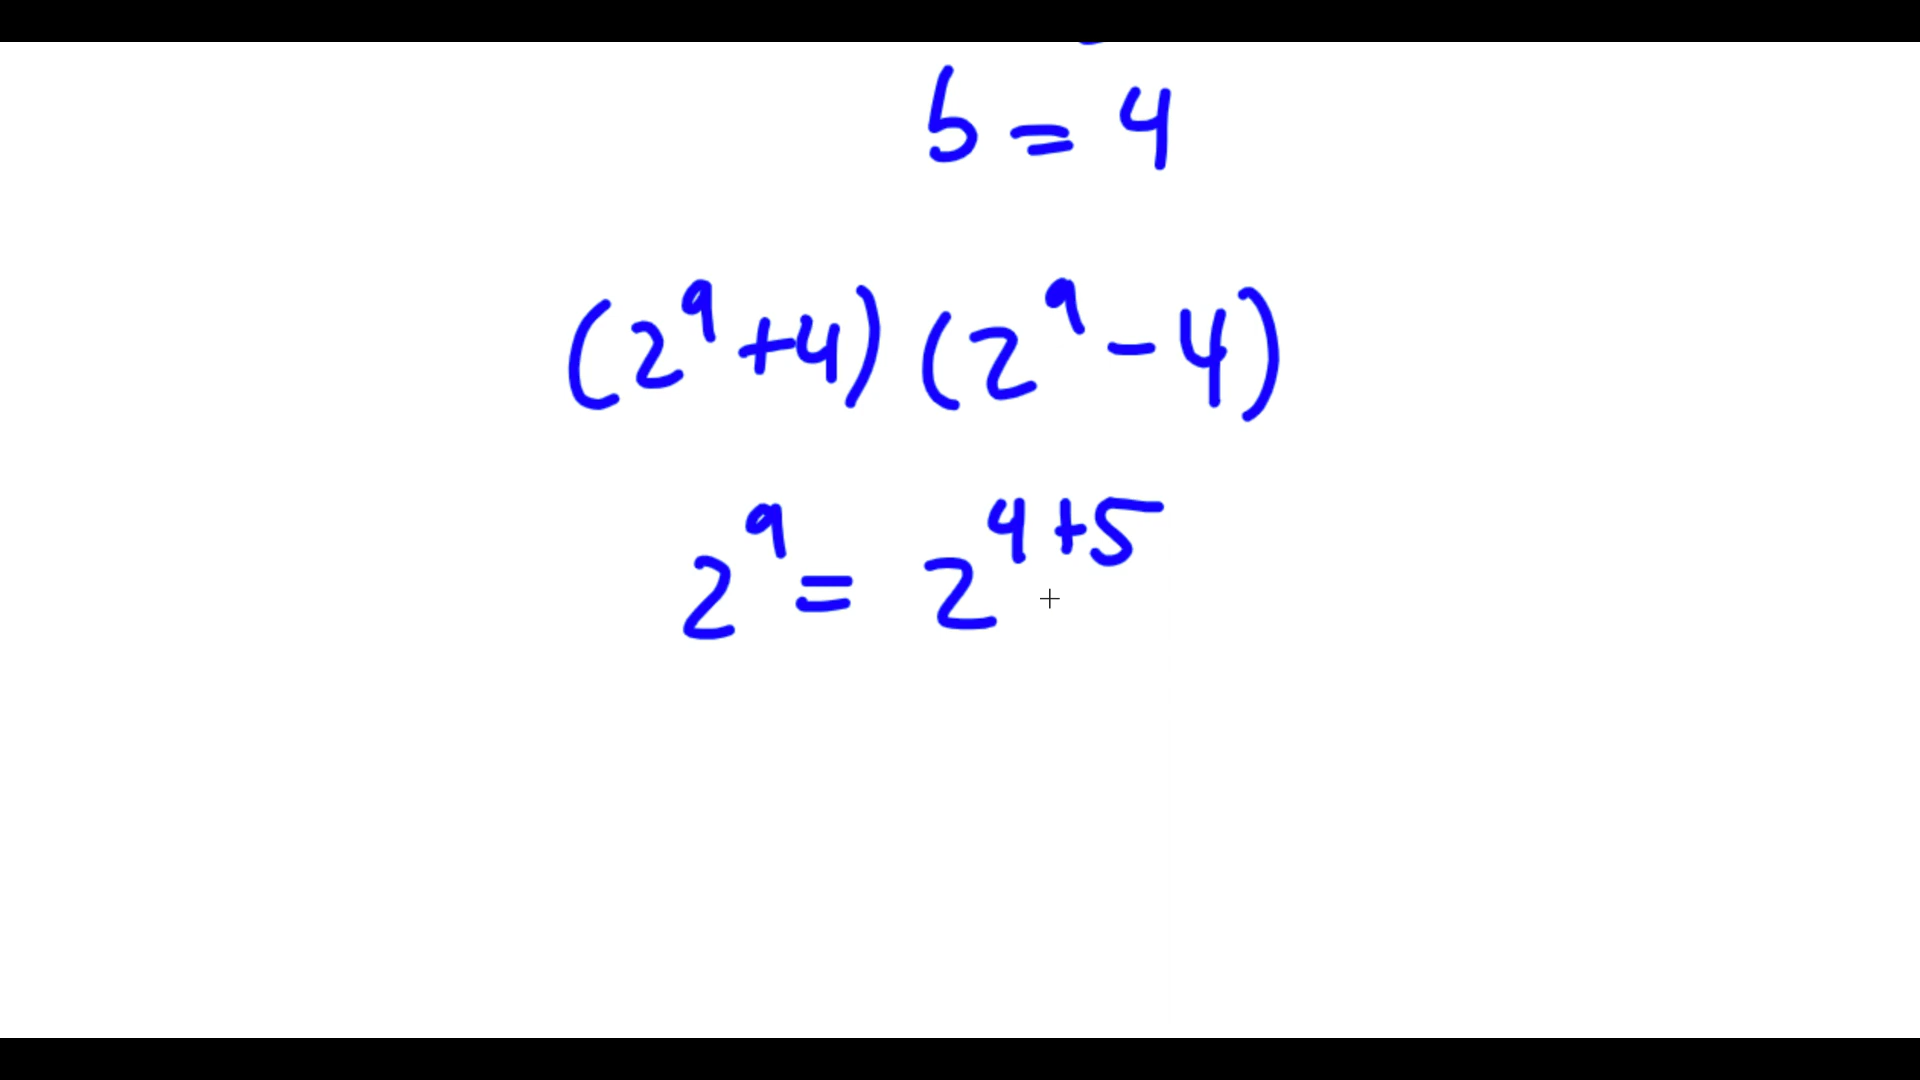 b = 4
(2⁹+4)(2⁹-4)
2⁹ = 2⁴⁺⁵